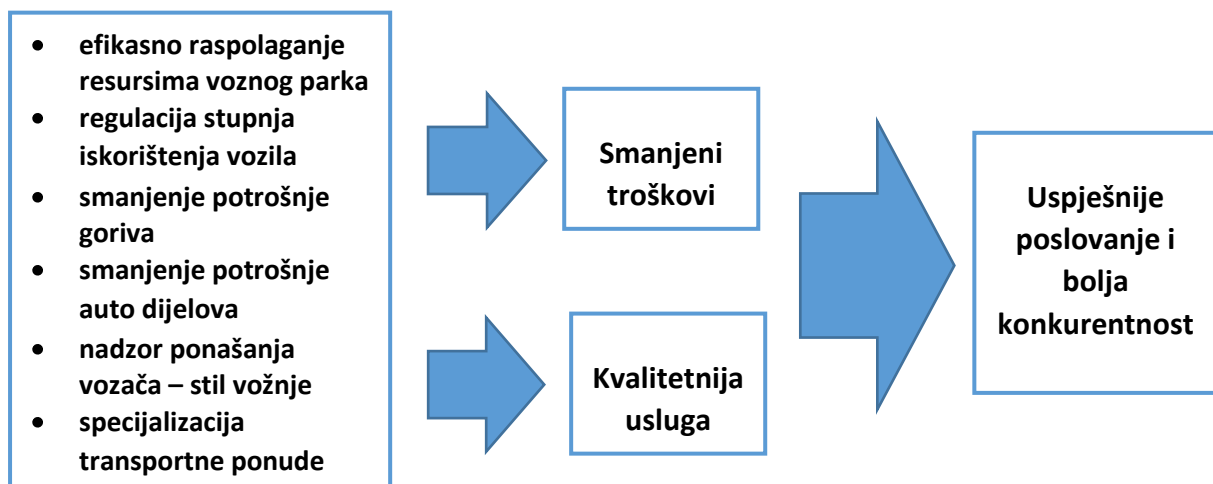 • efikasno raspolaganje
resursima voznog parka
• regulacija stupnja
iskorištenja vozila
• smanjenje potrošnje
goriva
• smanjenje potrošnje
auto dijelova
• nadzor ponašanja
vozača – stil vožnje
• specijalizacija
transportne ponude
Smanjeni
troškovi
Kvalitetnija
usluga
Uspješnije
poslovanje i
bolja
konkurentnost